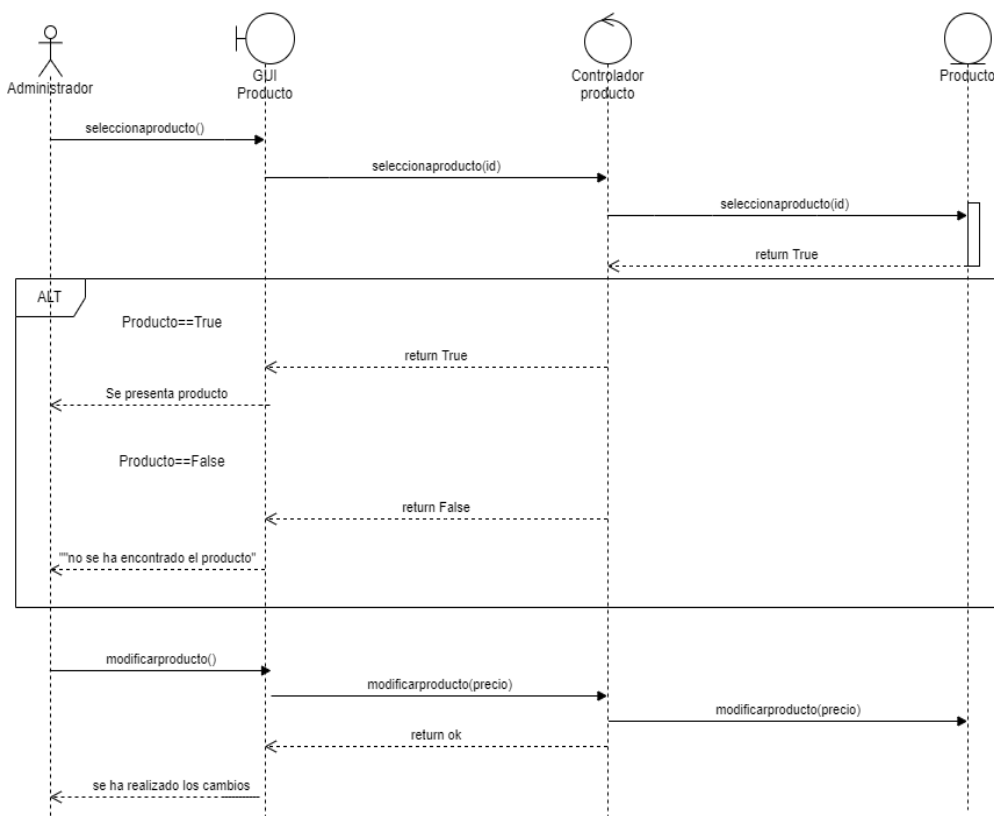 Administrador
GUI
Producto
Controlador
producto
Producto
seleccionaproducto()
seleccionaproducto(id)
seleccionaproducto(id)
return True
ALT
Producto==True
return True
Se presenta producto
Producto==False
return False
""no se ha encontrado el producto"
modificarproducto()
modificarproducto(precio)
modificarproducto(precio)
return ok
se ha realizado los cambios